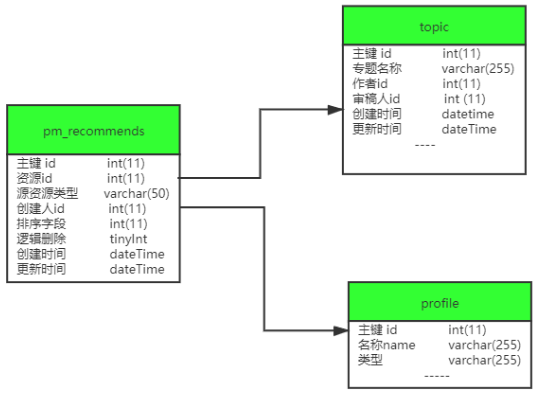 topic
主键 id int(11)
专题名称 varchar(255)
作者id int(11)
审稿人id int (11)
创建时间 datetime
更新时间 dateTime
----
pm_recommends
主键 id int(11)
资源id int(11)
源资源类型 varchar(50)
创建人id int(11)
排序字段 int(11)
逻辑删除 tinyInt
创建时间 dateTime
更新时间 dateTime
profile
主键 id int(11)
名称name varchar(255)
类型 varchar(255)
-----